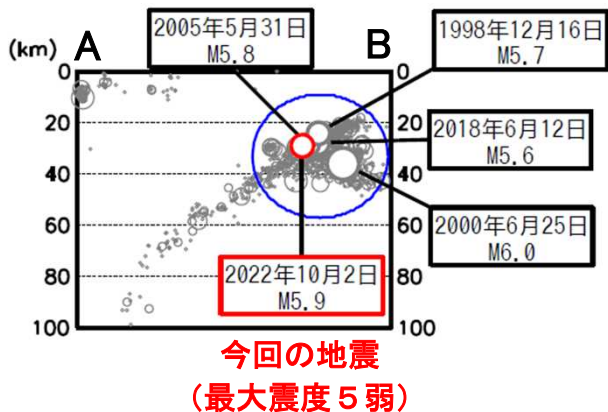 2005年5月31日
M5.8
1998年12月16日
M5.7
(km)
A
B
0
0
20
20
2018年6月12日
M5.6
40
40
2000年6月25日
M6.0
60
60
80
80
2022年10月2日
M5.9
100
100
今回の地震
(最大震度５弱)